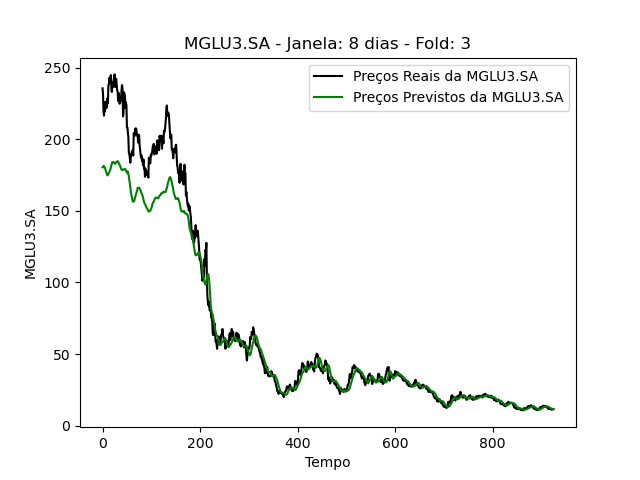 MGLU3.SA - Janela: 8 dias - Fold: 3
Preços Reais da MGLU3.SA
Preços Previstos da MGLU3.SA
250
200
150
100
50
0
MGLU3.SA
0 200 400 600 800
Tempo